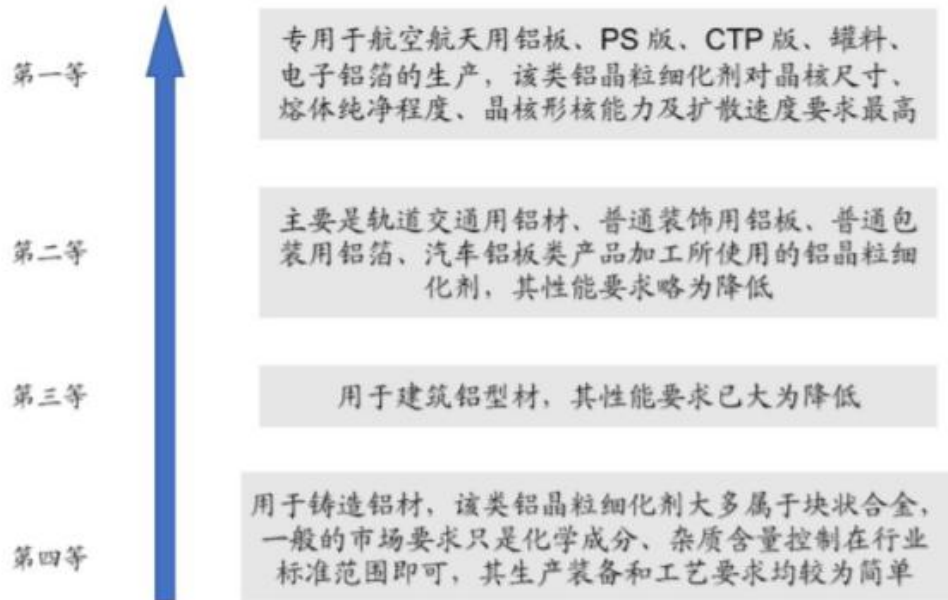 第一等
专用于航空航天用铝板、PS 版、CTP 版、罐料、
电子铝箔的生产，该类铝晶粒细化剂对晶核尺寸、
熔体纯净程度、晶核形核能力及扩散速度要求最高
第二等
主要是轨道交通用铝材、普通装饰用铝板、普通包
装用铝箔、汽车铝板类产品加工所使用的铝晶粒细
化剂，其性能要求略为降低
第三等
用于建筑铝型材，其性能要求已大为降低
第四等
用于铸造铝材，该类铝晶粒细化剂大多属于块状合金，
一般的市场要求只是化学成分、杂质含量控制在行业
标准范围即可，其生产装备和工艺要求均较为简单